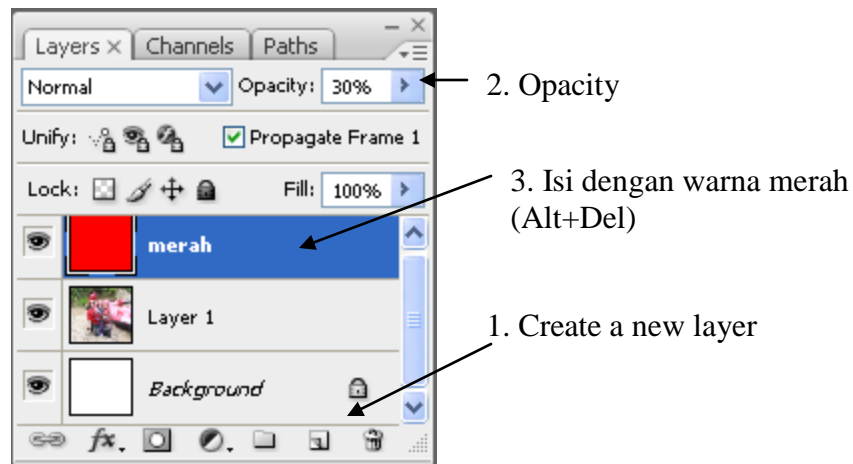 Layers Channels Paths
Normal Opacity: 30%
2. Opacity
Unify: Propagate Frame 1
Lock: Fill: 100%
3. Isi dengan warna merah
(Alt+Del)
merah
Layer 1
1. Create a new layer
Background
fx.